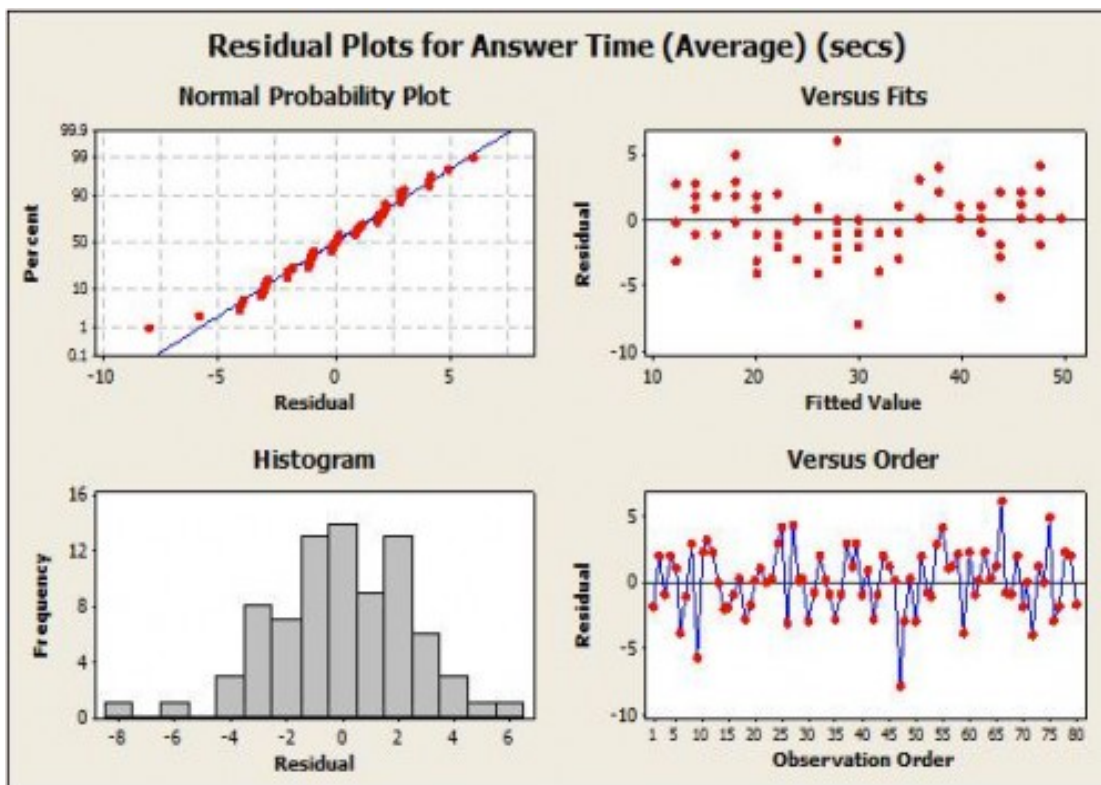 Residual Plots for Answer Time (Average) (secs)
Normal Probability Plot
99.9
99
90
50
10
1
0.1
Percent
-10 -5 0 5
Residual
Versus Fits
5
0
-5
-10
Residual
10 20 30 40 50
Fitted Value
Histogram
16
12
8
4
0
Frequency
-8 -6 -4 -2 0 2 4 6
Residual
Versus Order
5
0
-5
-10
Residual
1 5 10 15 20 25 30 35 40 45 50 55 60 65 70 75 80
Observation Order